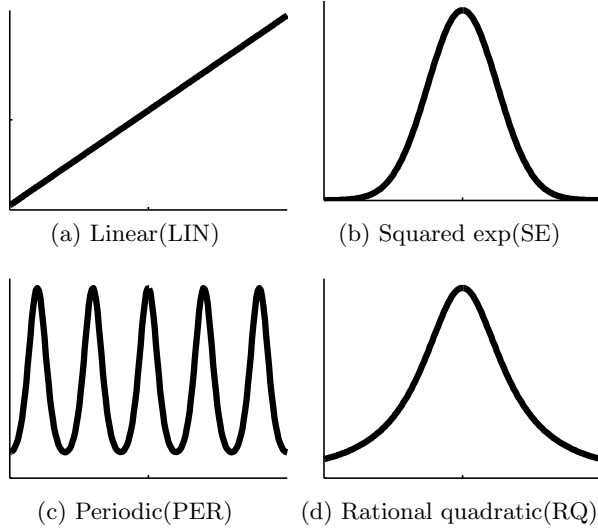 (a) Linear(LIN)
(b) Squared exp(SE)
(c) Periodic(PER)
(d) Rational quadratic(RQ)